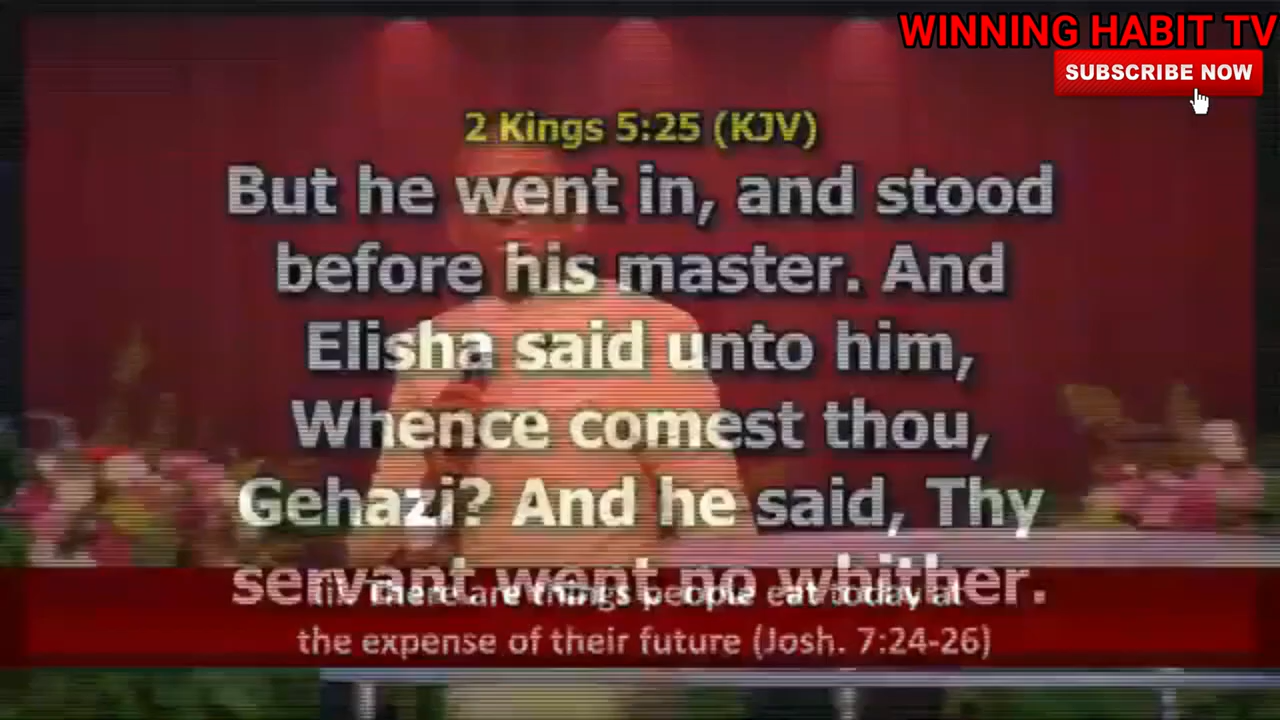 WINNING HABIT TV
SUBSCRIBE NOW
2 Kings 5:25 (KJV)
But he went in, and stood
before his master. And
Elisha said unto him,
Whence comest thou,
Gehazi? And he said, Thy
servant went no whither.
There are things people eat today at
the expense of their future (Josh. 7:24-26)